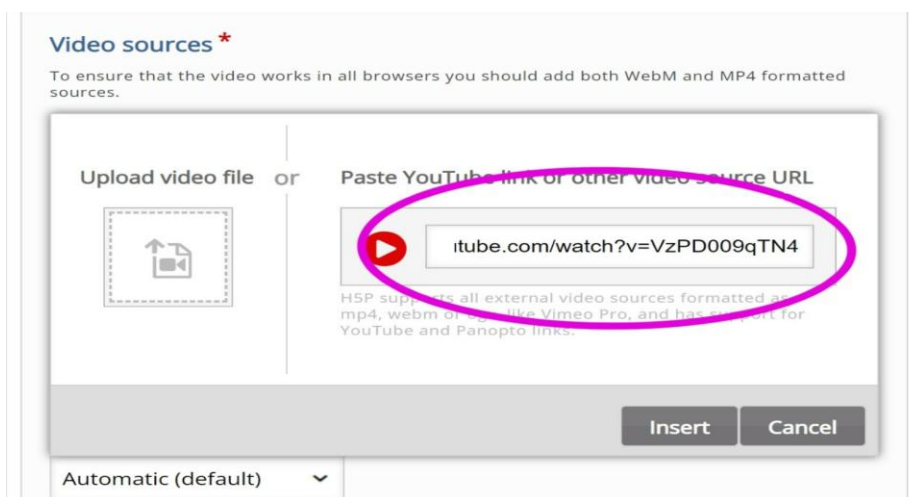 Video sources *
To ensure that the video works in all browsers you should add both WebM and MP4 formatted
sources.
Upload video file or Paste YouTube link or other video source URL
utube.com/watch?v=VzPD009qTN4
H5P supports all external video sources formatted as
mp4, webm or ogv, like Vimeo Pro, and has support for
YouTube and Panopto links.
Insert Cancel
Automatic (default)